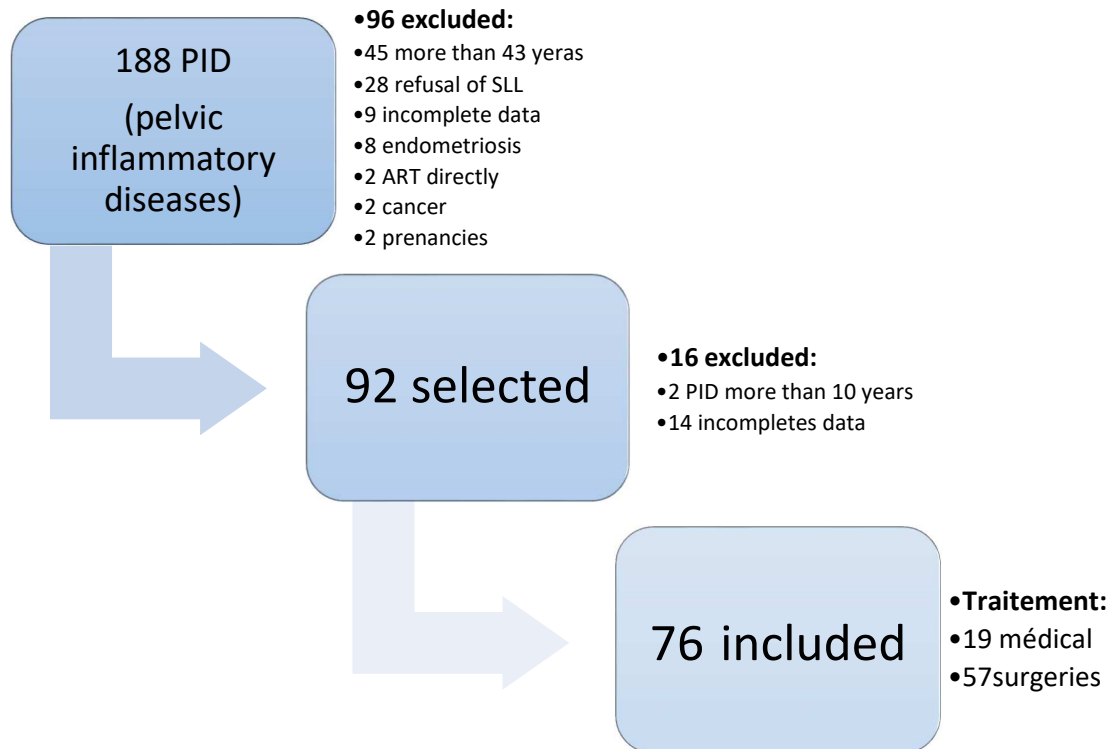 188 PID
(pelvic
inflammatory
diseases)
•96 excluded:
•45 more than 43 yeras
•28 refusal of SLL
•9 incomplete data
•8 endometriosis
•2 ART directly
•2 cancer
•2 prenancies
92 selected
•16 excluded:
•2 PID more than 10 years
•14 incompletes data
76 included
•Traitement:
•19 médical
•57surgeries